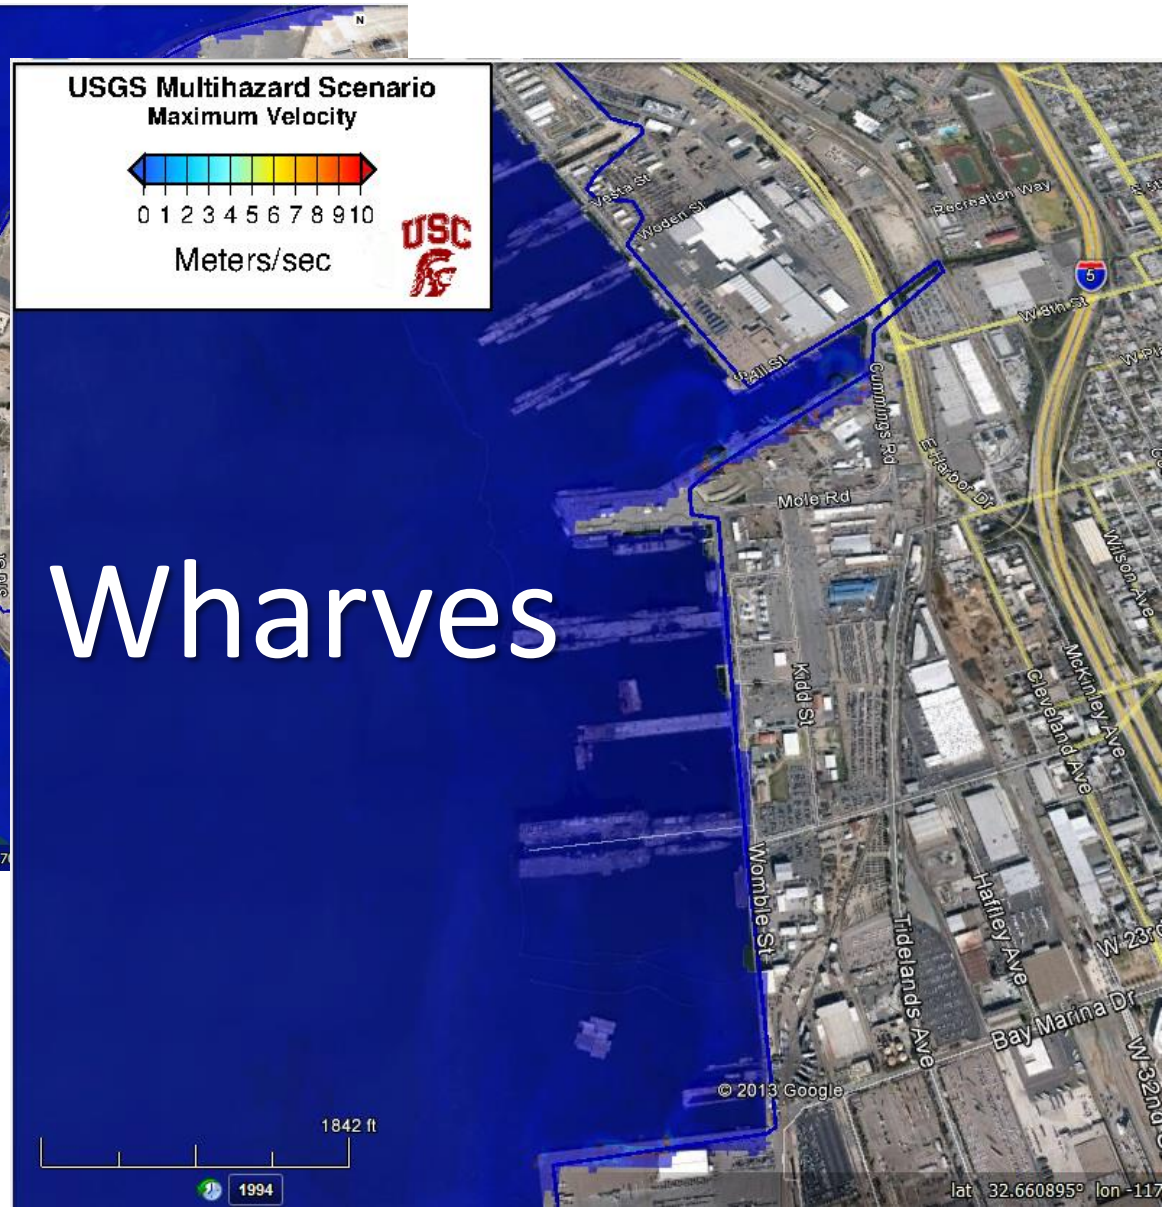 N
USGS Multihazard Scenario
Maximum Velocity
0 1 2 3 4 5 6 7 8 9 10
Meters/sec
USC
Vesta St
Woden St
Recreation Way
5
W 8th St
Cummings Rd
E Harbor Dr
Mole Rd
Wilson Ave
Wharves
McKinley Ave
Kidd St
Cleveland Ave
Womble St
Haffley Ave
Tidelands Ave
Bay Marina Dr
W 32nd
© 2013 Google
1842 ft
1994
lat 32.660895° lon -117